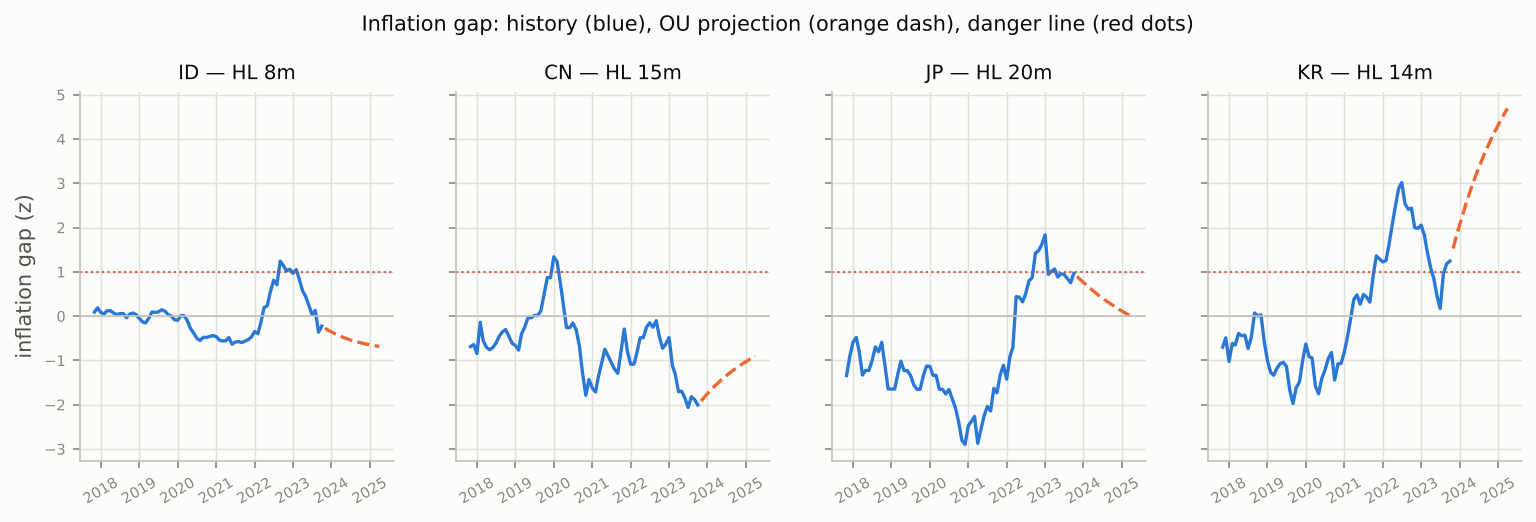 Inflation gap: history (blue), OU projection (orange dash), danger line (red dots)
ID — HL 8m
CN — HL 15m
JP — HL 20m
KR — HL 14m
inflation gap (z)
5
4
3
2
1
0
−1
−2
−3
2018 2019 2020 2021 2022 2023 2024 2025
2018 2019 2020 2021 2022 2023 2024 2025
2018 2019 2020 2021 2022 2023 2024 2025
2018 2019 2020 2021 2022 2023 2024 2025